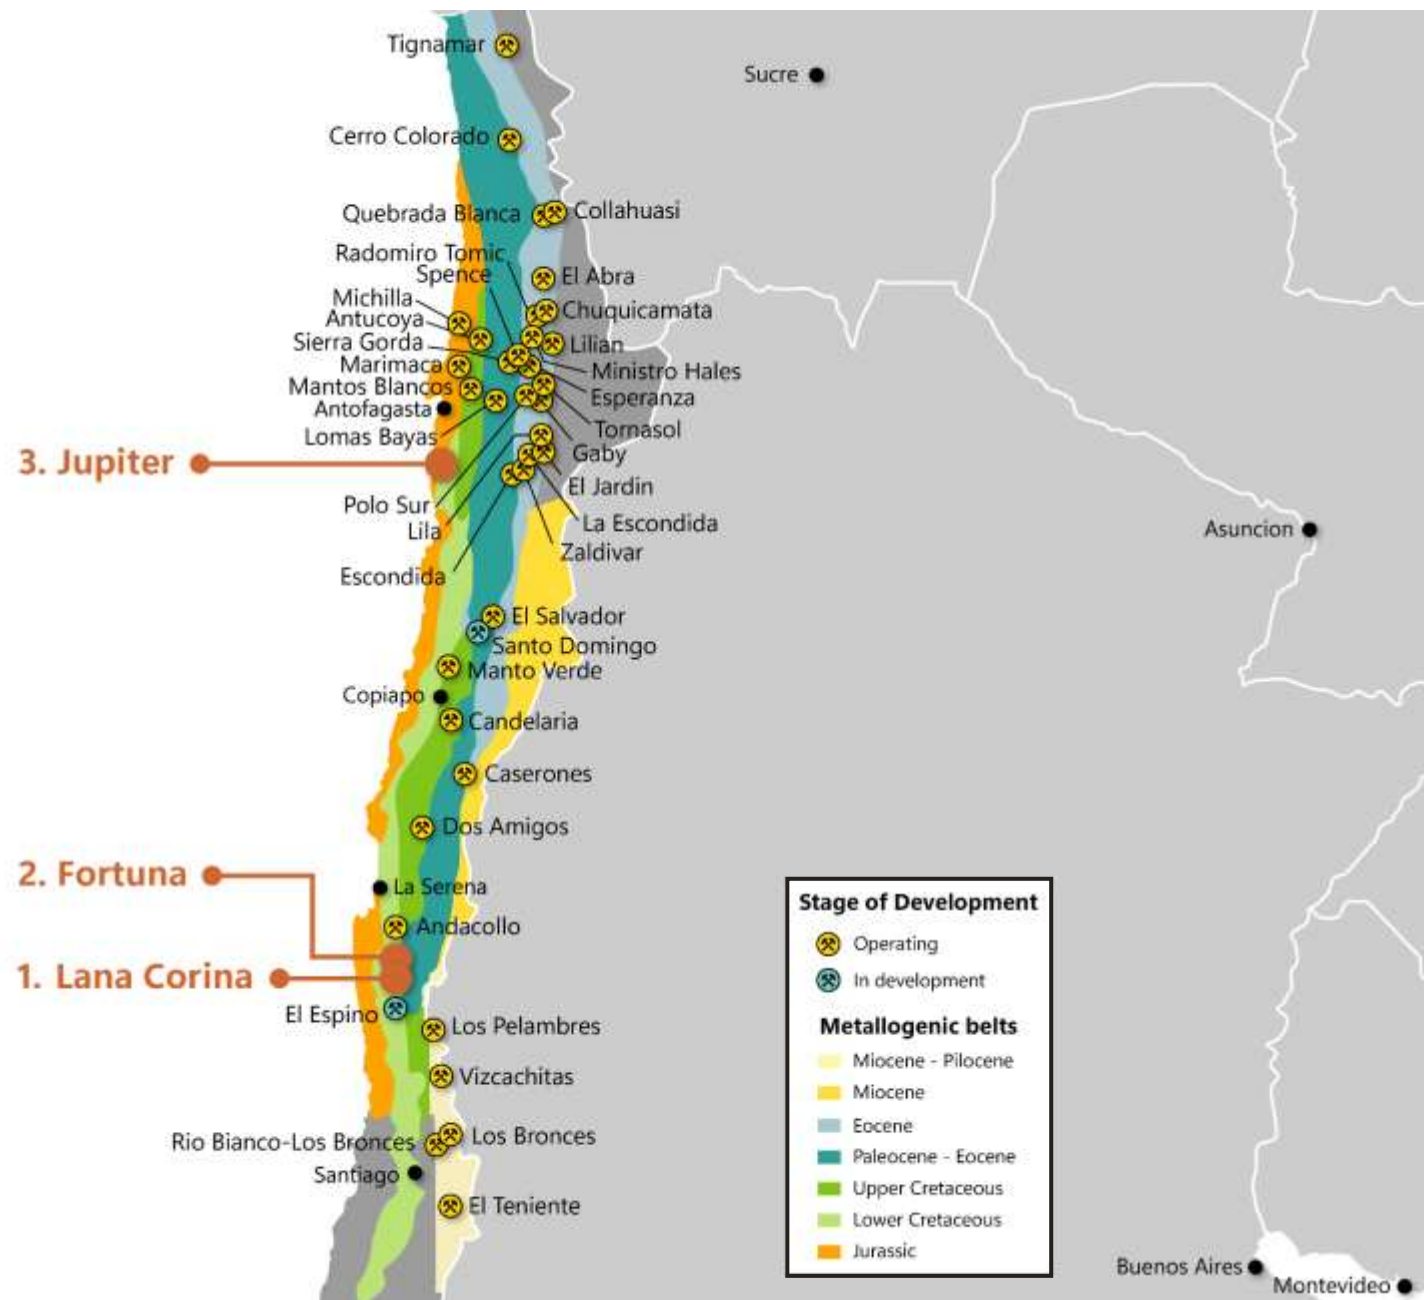 Tignamar
Sucre
Cerro Colorado
Quebrada Blanca
Collahuasi
Radomiro Tomic
Spence
El Abra
Michilla
Chuquicamata
Antucoya
Sierra Gorda
Lilian
Marimaca
Ministro Hales
Mantos Blancos
Esperanza
Antofagasta
Tornasol
Lomas Bayas
Gaby
3. Jupiter
El Jardin
Polo Sur
La Escondida
Lila
Asuncion
Zaldivar
Escondida
El Salvador
Santo Domingo
Manto Verde
Copiapo
Candelaria
Caserones
Dos Amigos
2. Fortuna
La Serena
Andacollo
1. Lana Corina
El Espino
Los Pelambres
Vizcachitas
Rio Bianco-Los Bronces
Los Bronces
Santiago
El Teniente
Stage of Development
Operating
In development
Metallogenic belts
Miocene - Pilocene
Miocene
Eocene
Paleocene - Eocene
Upper Cretaceous
Lower Cretaceous
Jurassic
Buenos Aires
Montevideo